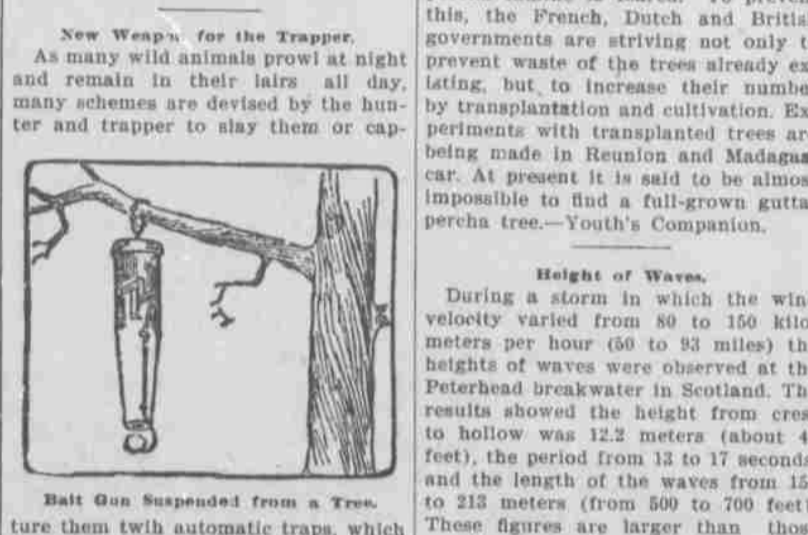 New Weapon for the Trapper.
As many wild animals prowl at night
and remain in their lairs all day,
many schemes are devised by the hun-
ter and trapper to slay them or cap-
Bait Gun Suspended from a Tree.
ture them twih automatic traps, which
this, the French, Dutch and Britis
governments are striving not only t
prevent waste of the trees already ex
isting, but to increase their numbe
by transplantation and cultivation. Ex
periments with transplanted trees ar
being made in Reunion and Madagas
car. At present it is said to be almos
impossible to find a full-grown gutta
percha tree.—Youth's Companion.
Height of Waves.
During a storm in which the win
velocity varied from 80 to 150 kilo
meters per hour (50 to 93 miles) th
heights of waves were observed at th
Peterhead breakwater in Scotland. Th
results showed the height from cres
to hollow was 12.2 meters (about 4
feet), the period from 13 to 17 seconds
and the length of the waves from 15
to 213 meters (from 500 to 700 feet)
These figures are larger than thos